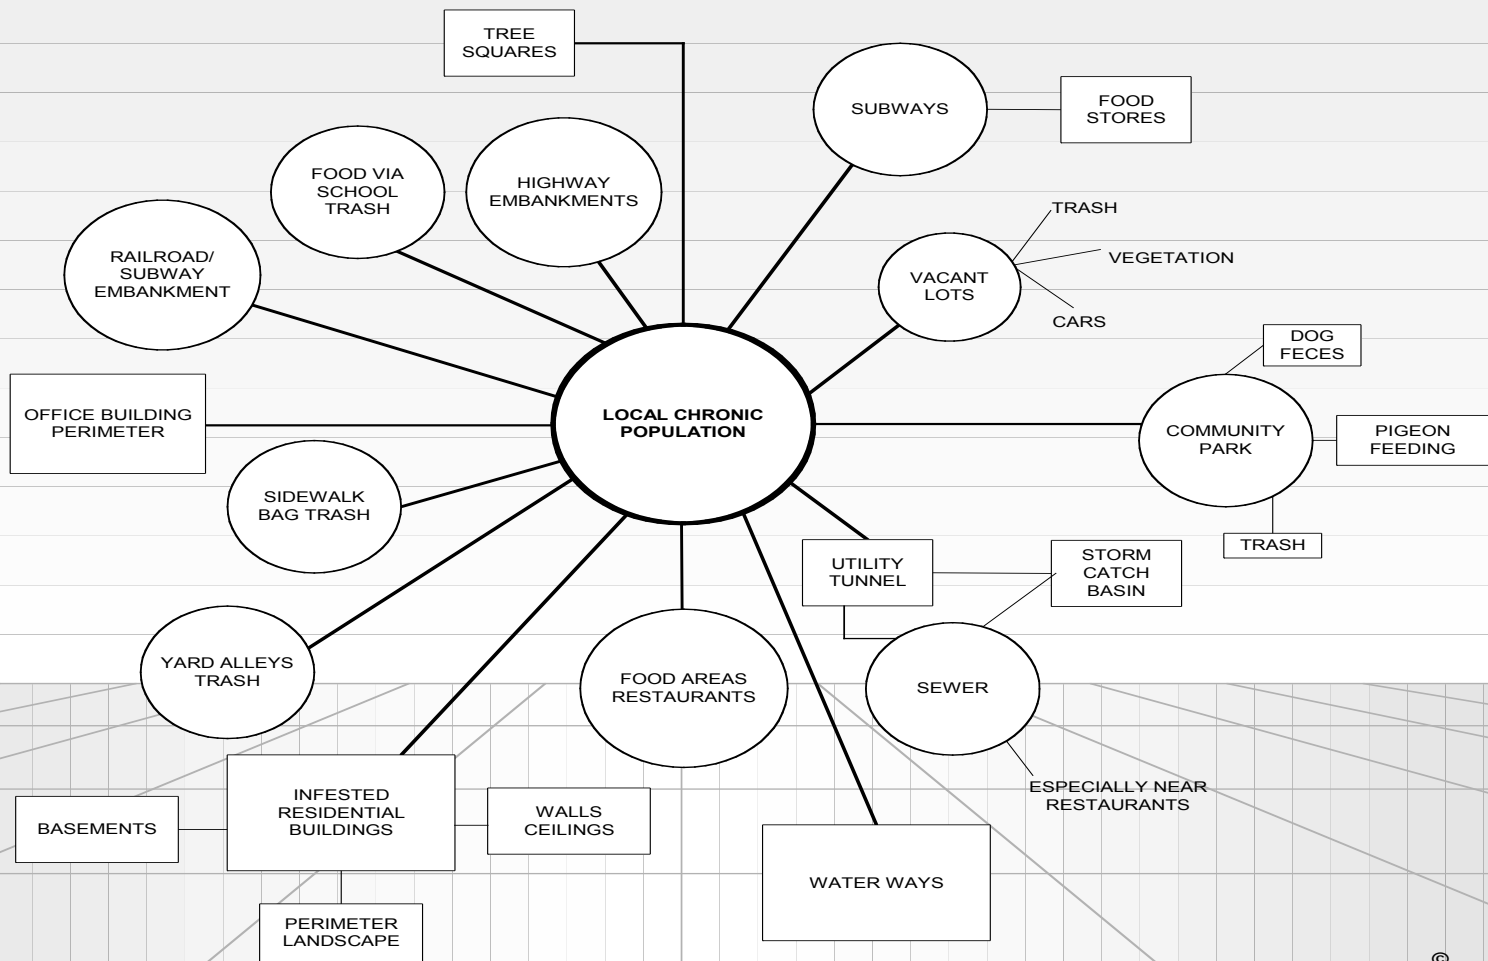 TREE
SQUARES
SUBWAYS
FOOD
STORES
FOOD VIA
SCHOOL
TRASH
HIGHWAY
EMBANKMENTS
TRASH
VEGETATION
CARS
VACANT
LOTS
RAILROAD/
SUBWAY
EMBANKMENT
DOG
FECES
OFFICE BUILDING
PERIMETER
LOCAL CHRONIC
POPULATION
COMMUNITY
PARK
PIGEON
FEEDING
SIDEWALK
BAG TRASH
TRASH
UTILITY
TUNNEL
STORM
CATCH
BASIN
YARD ALLEYS
TRASH
FOOD AREAS
RESTAURANTS
SEWER
ESPECIALLY NEAR
RESTAURANTS
INFESTED
RESIDENTIAL
BUILDINGS
BASEMENTS
WALLS
CEILINGS
WATER WAYS
PERIMETER
LANDSCAPE
©